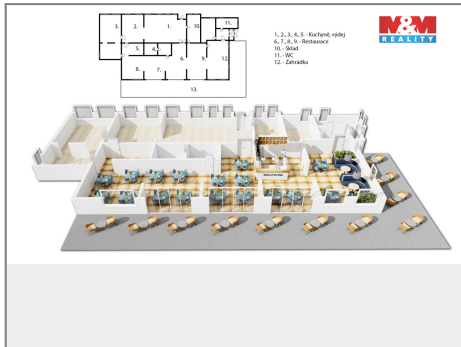 3.
2.
1.
10.
11.
5.
4.
6.
9.
12.
8.
7.
13.
1., 2., 3., 4., 5. - Kuchyně, výdej
6., 7., 8., 9. - Restaurace
10. - Sklad
11. - WC
12. - Zahrádka
M&M
REALITY